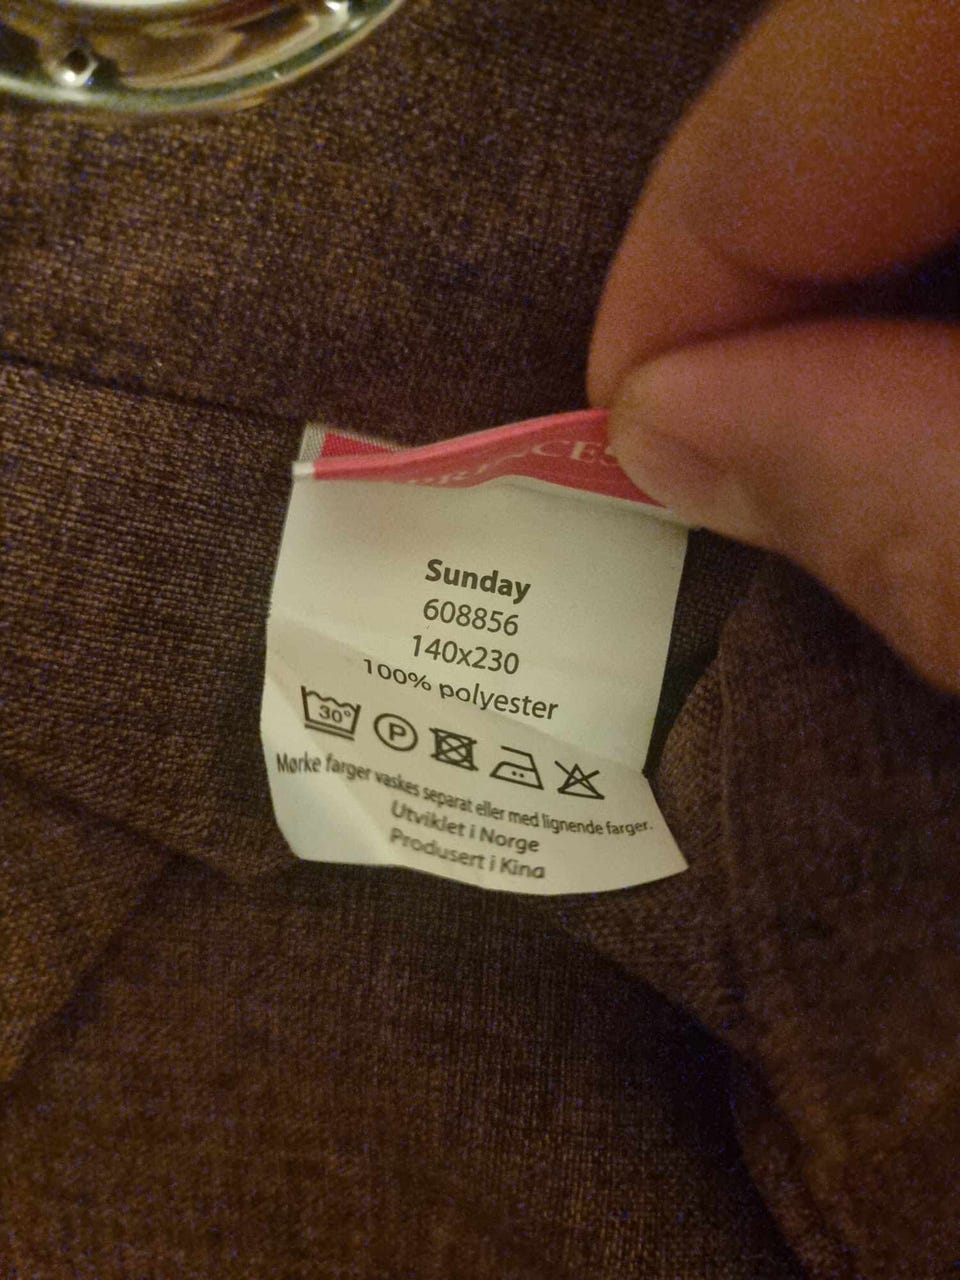 Sunday
608856
140x230
100% polyester
30° P
Mørke farger vaskes separat eller med lignende farger.
Utviklet i Norge
Produsert i Kina